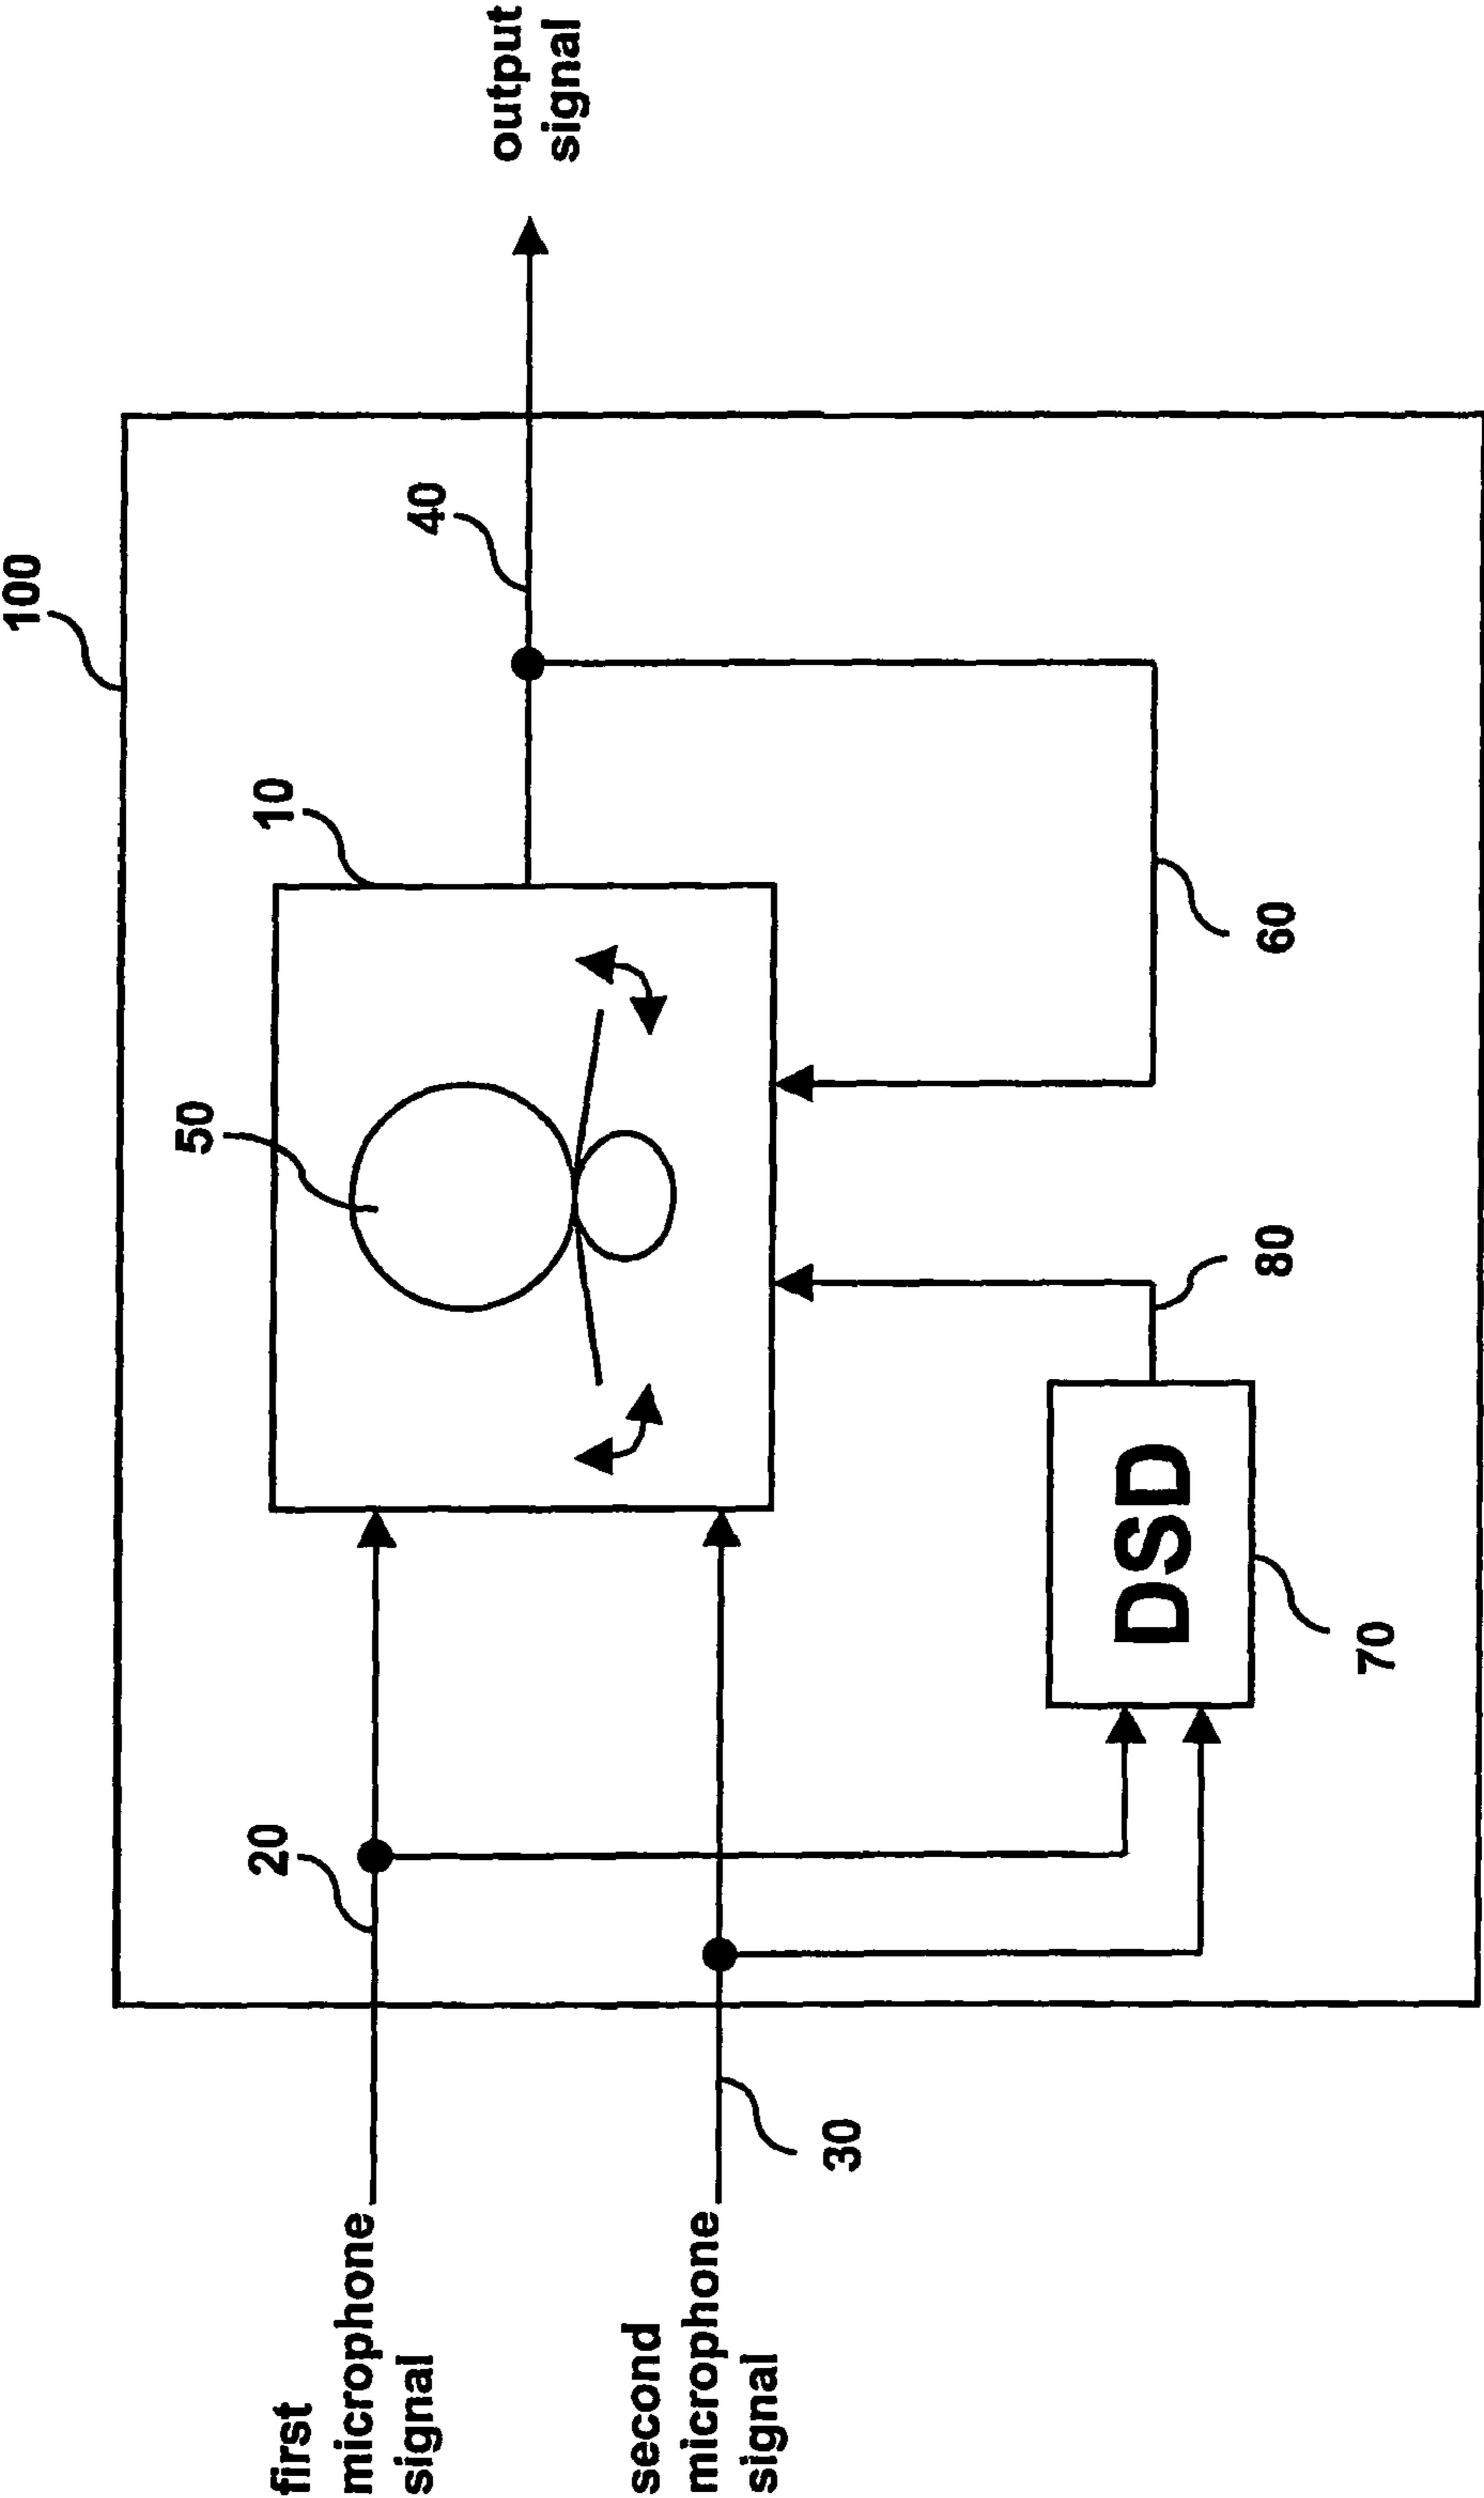 100
output
signal
40
10
50
60
80
DSD
70
20
30
first
microphone
signal
second
microphone
signal